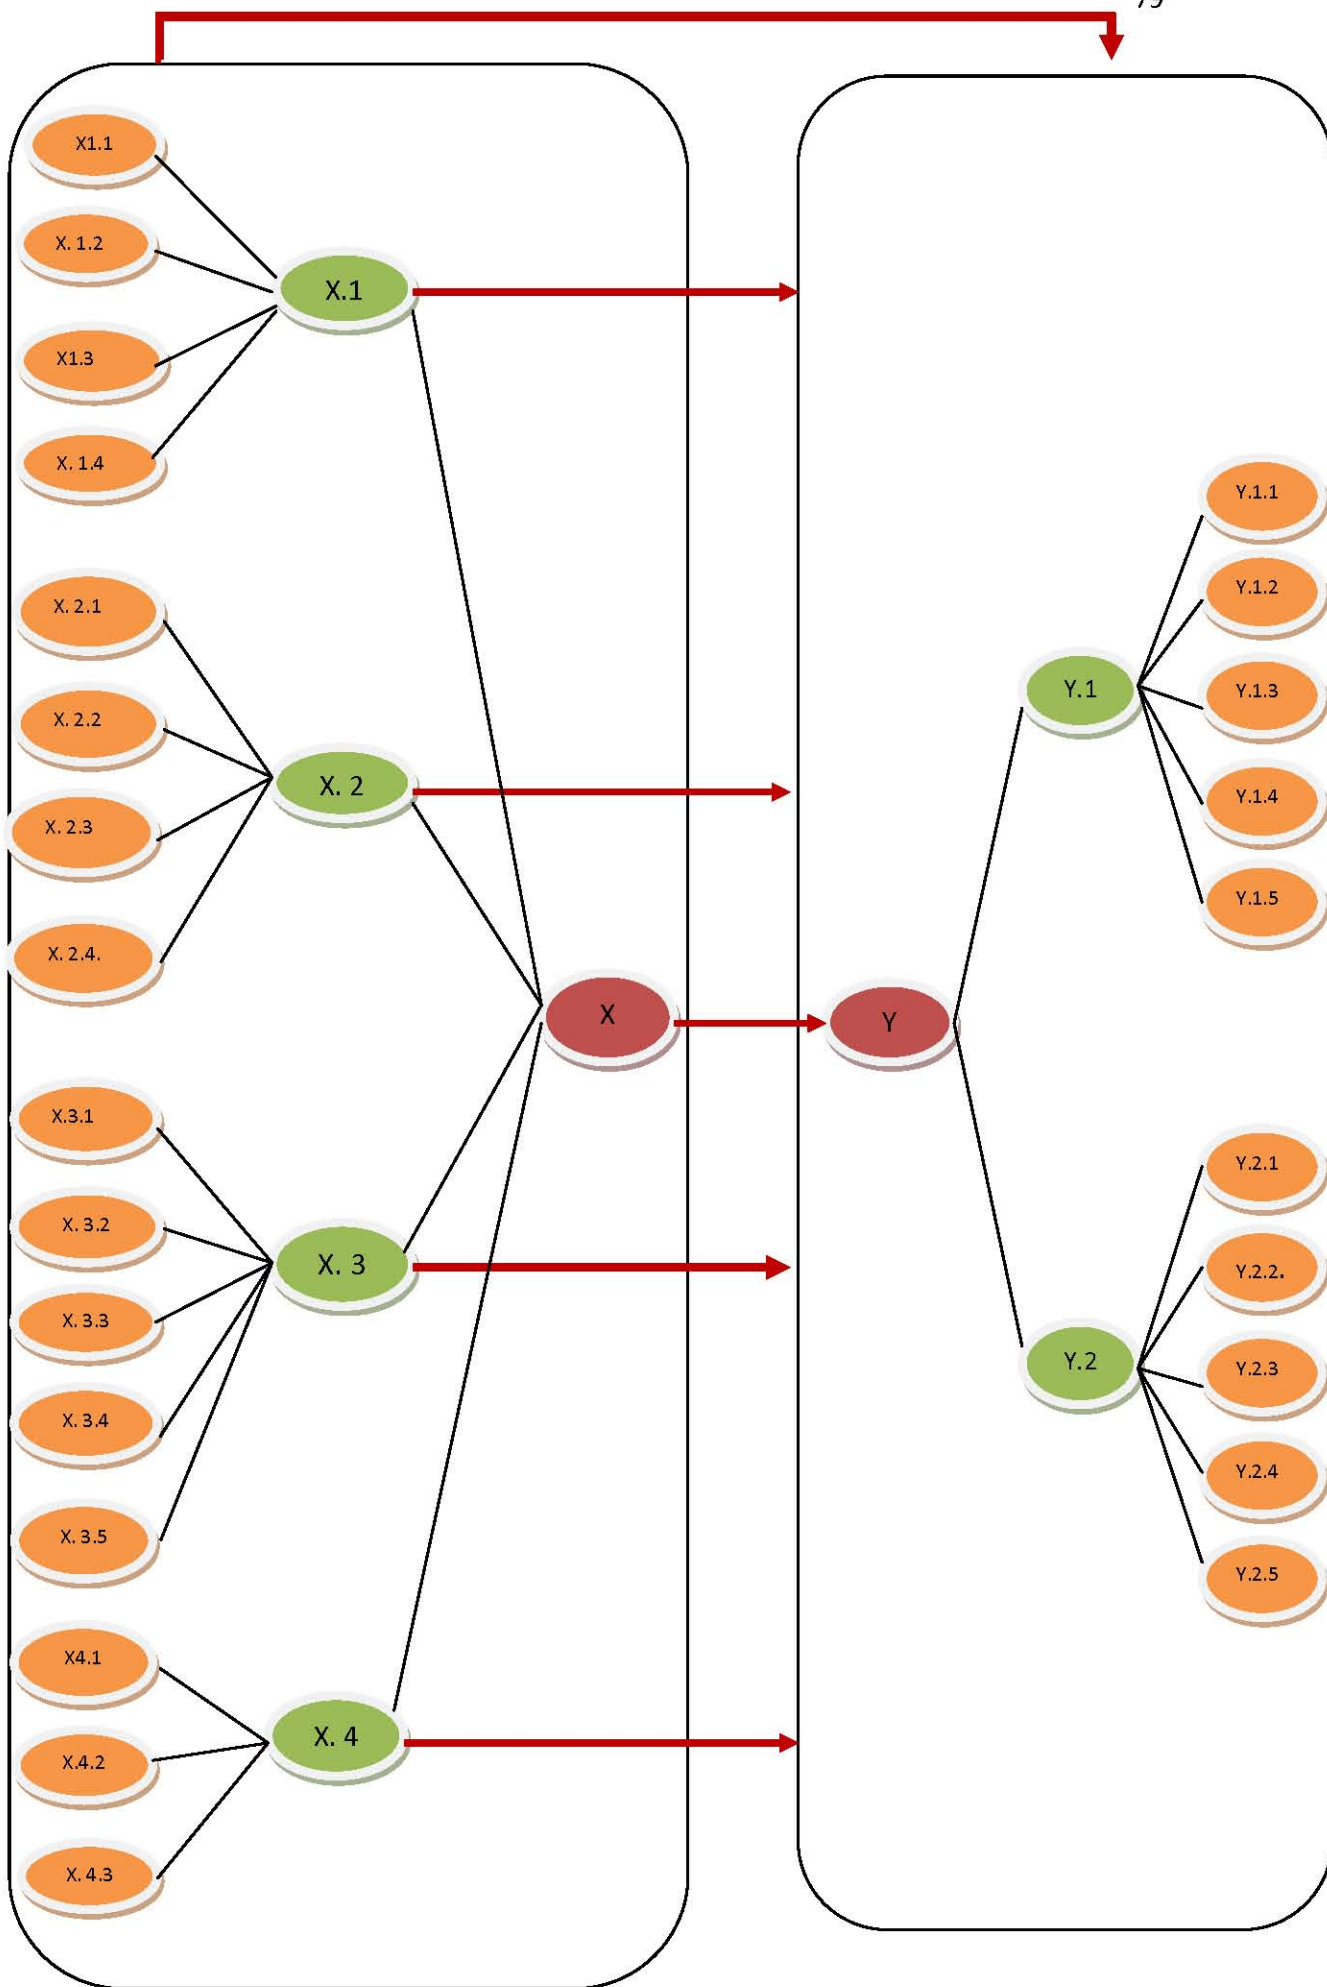 79
X1.1
X. 1.2
X1.3
X. 1.4
X.1
X. 2.1
X. 2.2
X. 2.3
X. 2.4.
X. 2
X
X.3.1
X. 3.2
X. 3.3
X. 3.4
X. 3.5
X. 3
X4.1
X.4.2
X. 4.3
X. 4
Y
Y.1
Y.1.1
Y.1.2
Y.1.3
Y.1.4
Y.1.5
Y.2
Y.2.1
Y.2.2.
Y.2.3
Y.2.4
Y.2.5